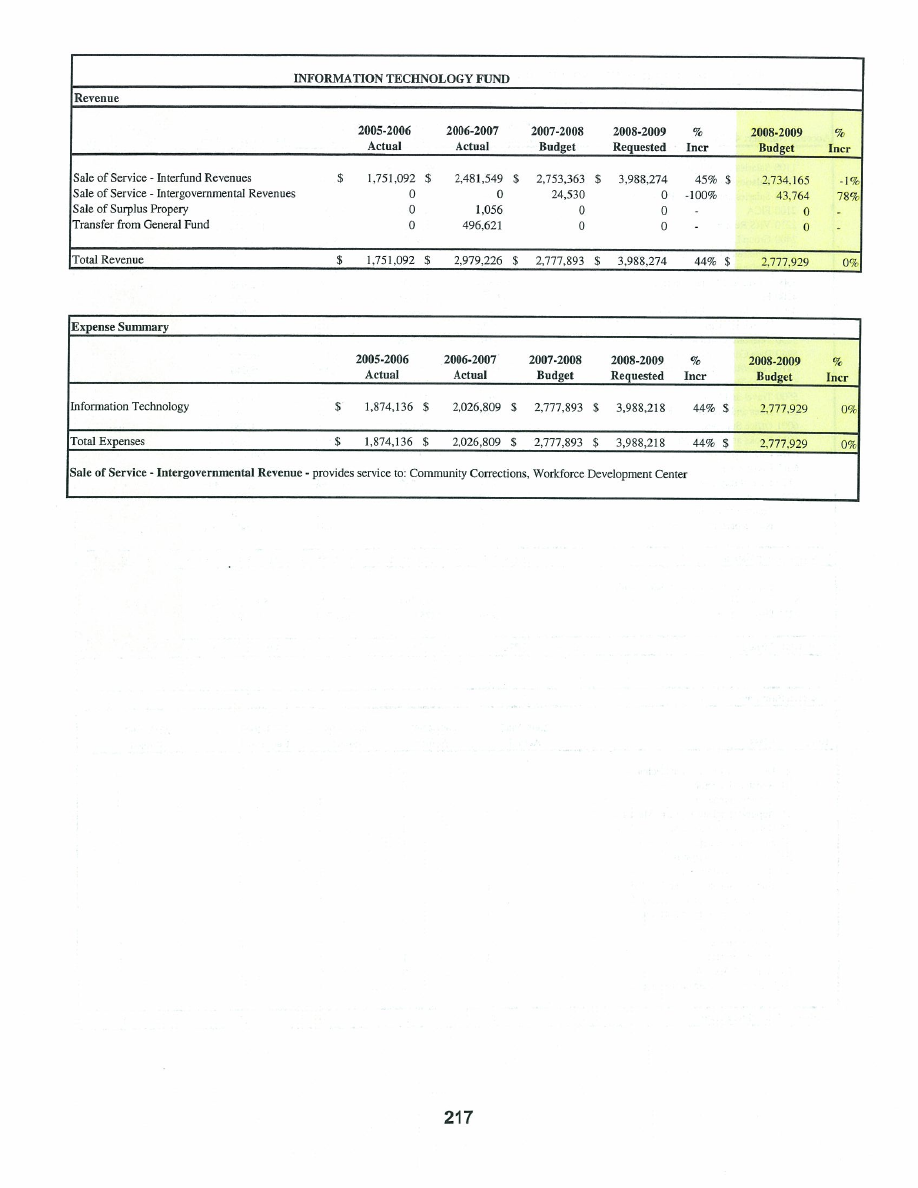 INFORMATION TECHNOLOGY FUND
Revenue
2005-2006 2006-2007 2007-2008 2008-2009 % 2008-2009 %
Actual Actual Budget Requested Incr Budget Incr
Sale of Service - Interfund Revenues $ 1,751,092 $ 2,481,549 $ 2,753,363 $ 3,988,274 45% $ 2,734,165 -1%
Sale of Service - Intergovernmental Revenues 0 0 24,530 0 -100% 43,764 78%
Sale of Surplus Propery 0 1,056 0 0 - 0 -
Transfer from General Fund 0 496,621 0 0 - 0 -
Total Revenue $ 1,751,092 $ 2,979,226 $ 2,777,893 $ 3,988,274 44% $ 2,777,929 0%
Expense Summary
2005-2006 2006-2007 2007-2008 2008-2009 % 2008-2009 %
Actual Actual Budget Requested Incr Budget Incr
Information Technology $ 1,874,136 $ 2,026,809 $ 2,777,893 $ 3,988,218 44% $ 2,777,929 0%
Total Expenses $ 1,874,136 $ 2,026,809 $ 2,777,893 $ 3,988,218 44% $ 2,777,929 0%
Sale of Service - Intergovernmental Revenue - provides service to: Community Corrections, Workforce Development Center
217